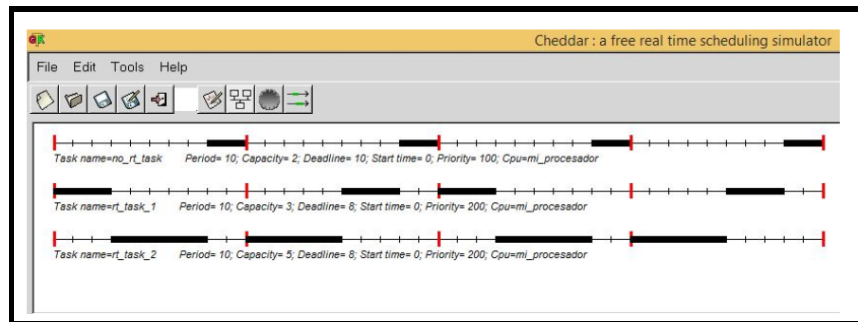 Cheddar : a free real time scheduling simulator
File Edit Tools Help
Task name=no_rt_task Period= 10; Capacity= 2; Deadline= 10; Start time= 0; Priority= 100; Cpu=mi_procesador
Task name=rt_task_1 Period= 10; Capacity= 3; Deadline= 8; Start time= 0; Priority= 200; Cpu=mi_procesador
Task name=rt_task_2 Period= 10; Capacity= 5; Deadline= 8; Start time= 0; Priority= 200; Cpu=mi_procesador